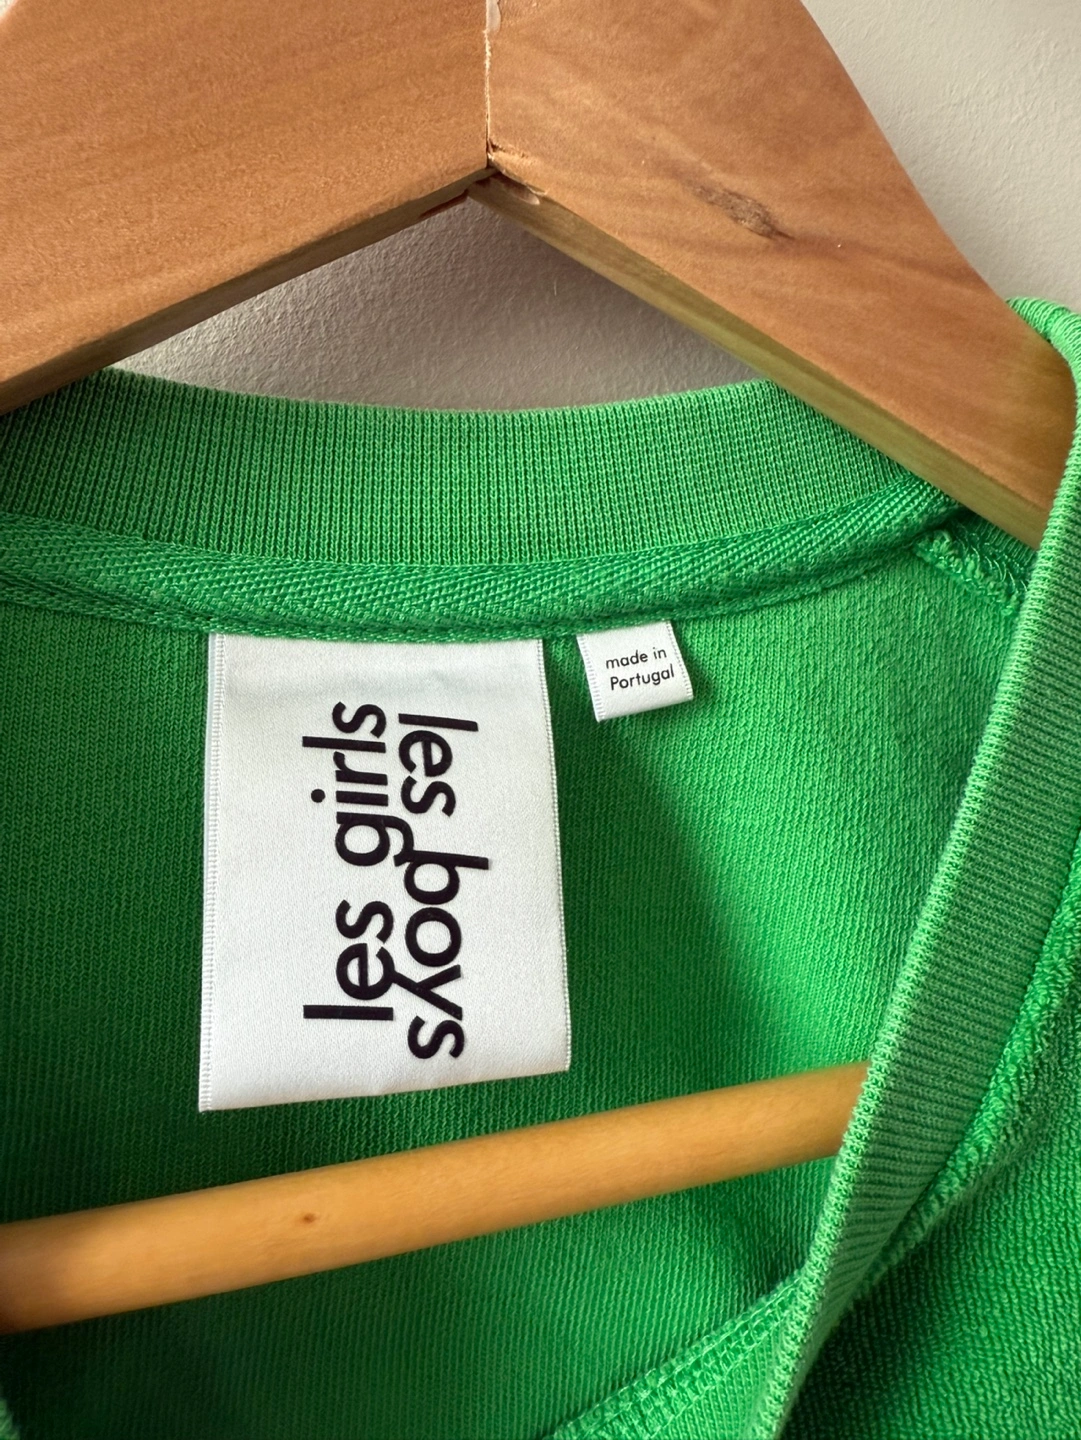 les girls
les boys
made in
Portugal